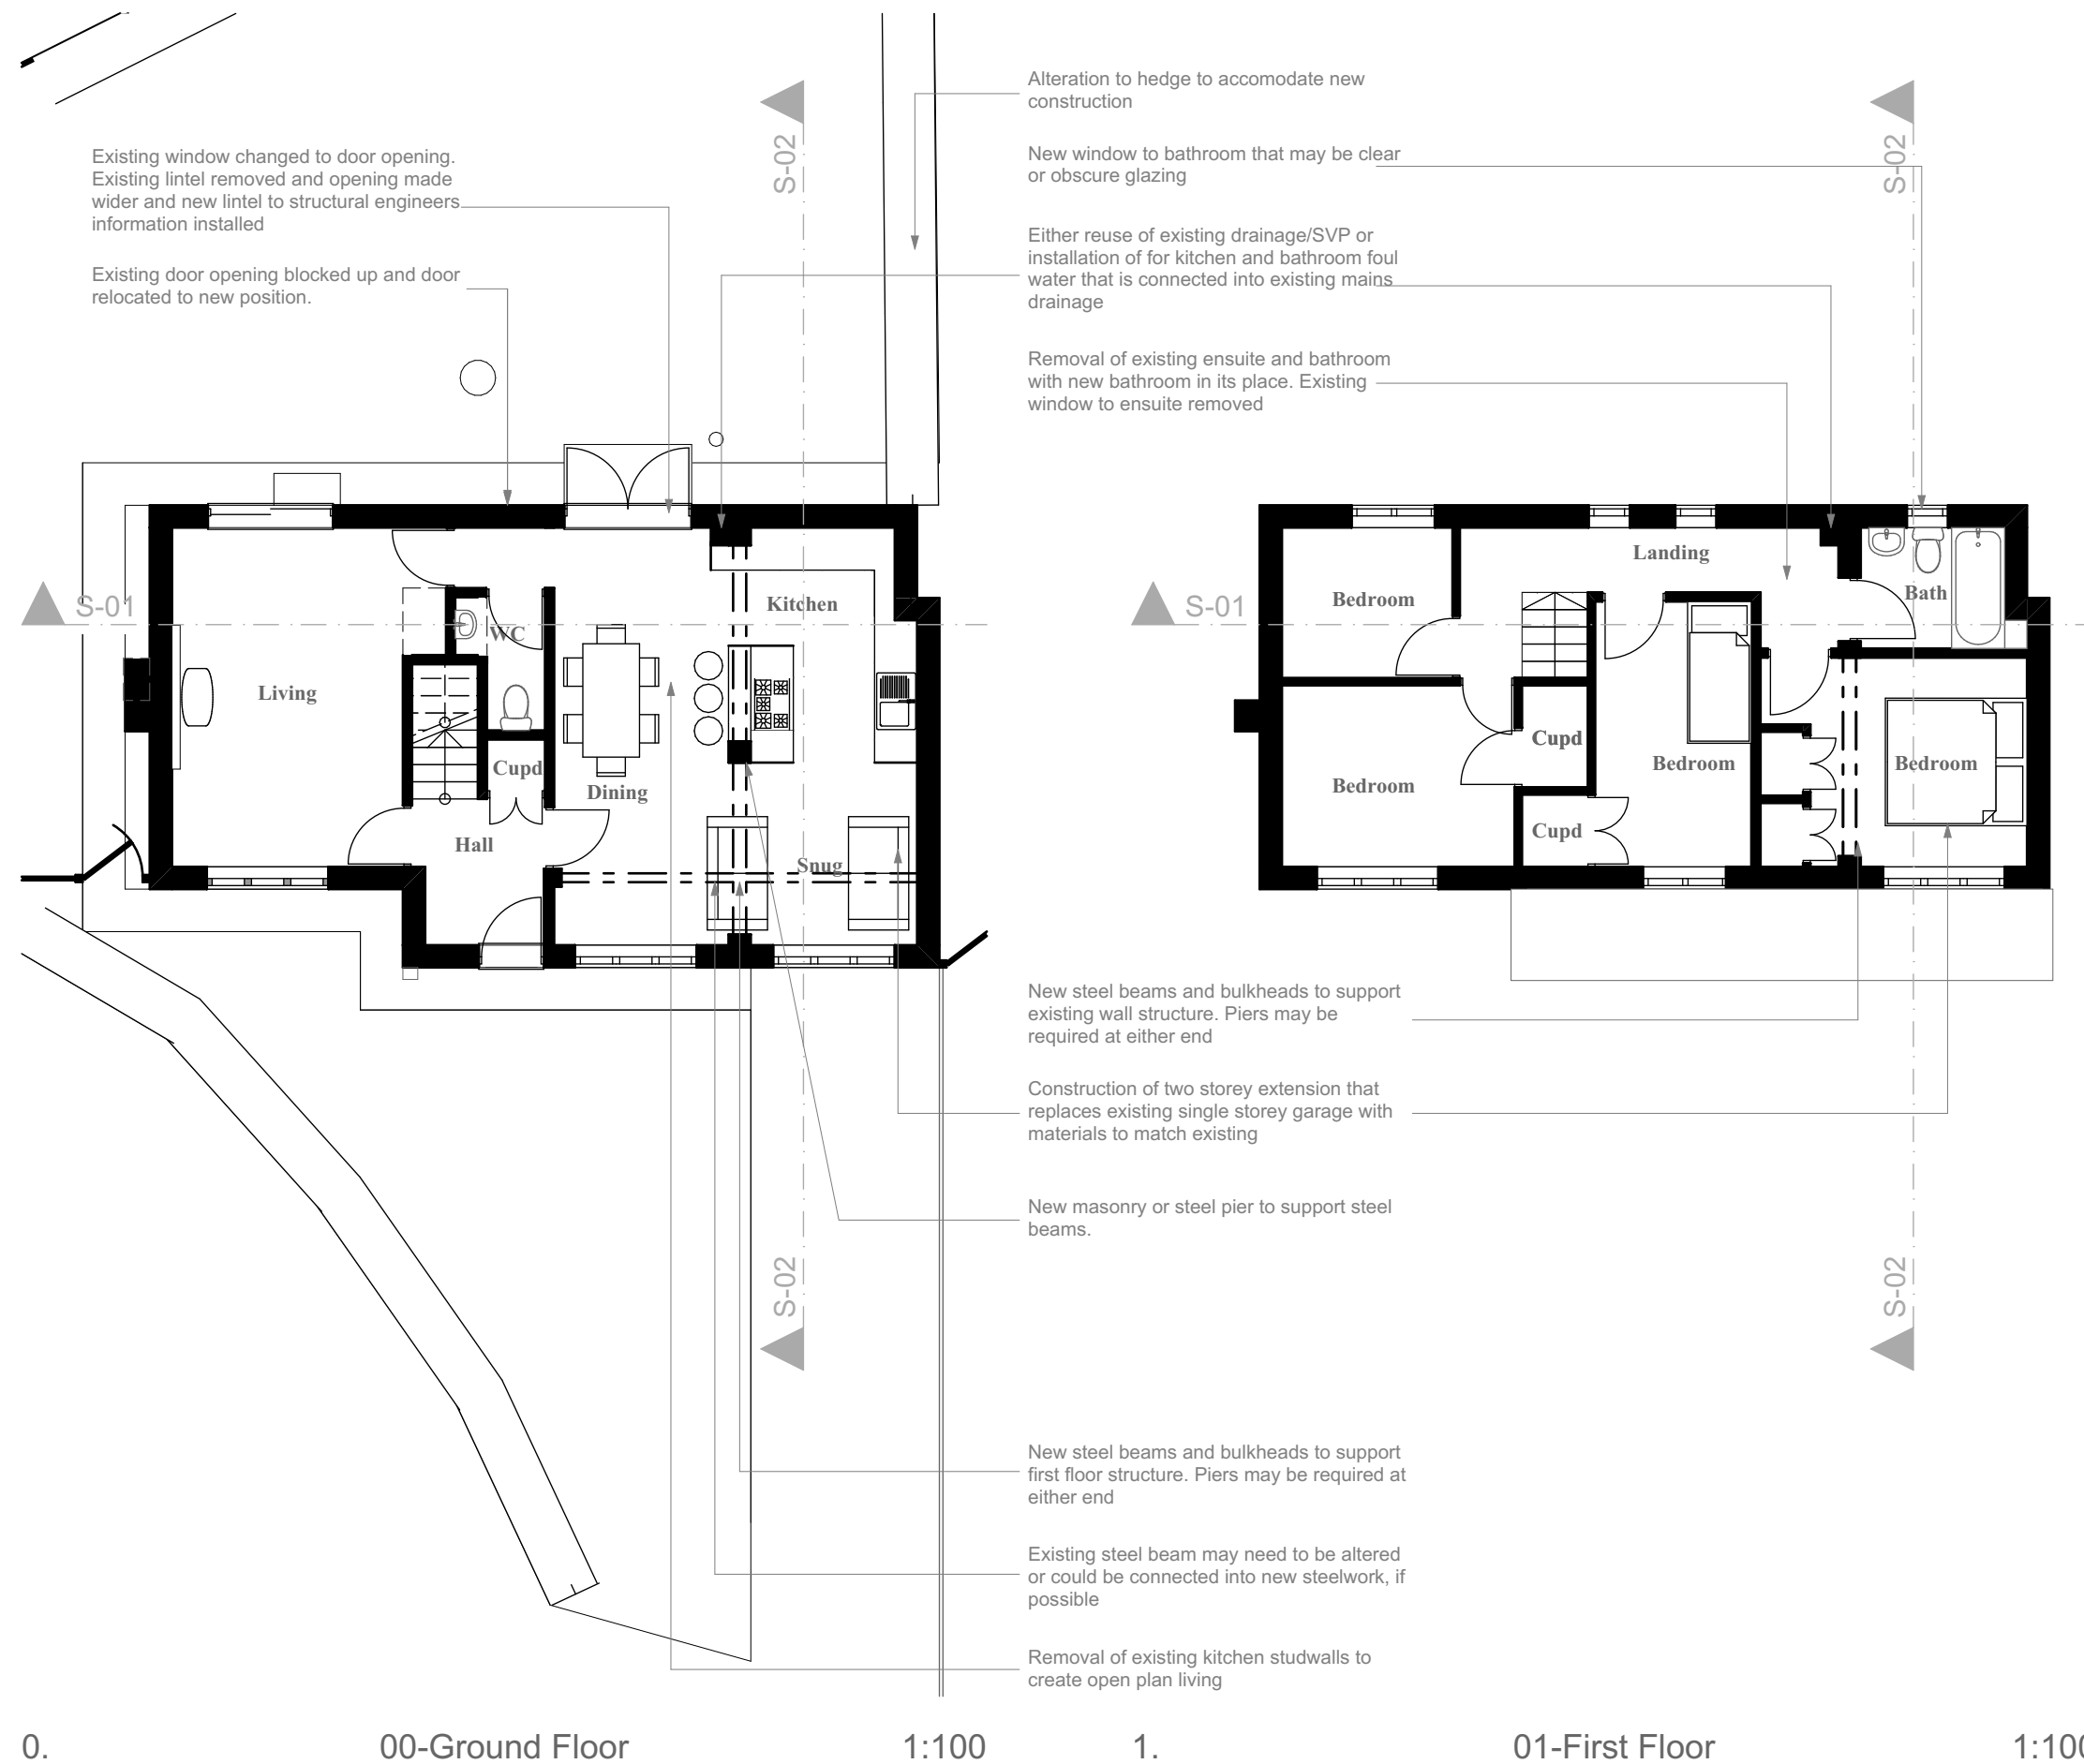 Existing window changed to door opening.
Existing lintel removed and opening made
wider and new lintel to structural engineers
information installed
Existing door opening blocked up and door
relocated to new position.
S-02
Alteration to hedge to accomodate new
construction
New window to bathroom that may be clear
or obscure glazing
Either reuse of existing drainage/SVP or
installation of for kitchen and bathroom foul
water that is connected into existing mains
drainage
Removal of existing ensuite and bathroom
with new bathroom in its place. Existing
window to ensuite removed
S-02
S-01
Living
WC
Kitchen
Cupd
Dining
Hall
Snug
S-01
Bedroom
Landing
Bath
Bedroom
Cupd
Cupd
Bedroom
Bedroom
New steel beams and bulkheads to support
existing wall structure. Piers may be
required at either end
Construction of two storey extension that
replaces existing single storey garage with
materials to match existing
New masonry or steel pier to support steel
beams.
S-02
S-02
New steel beams and bulkheads to support
first floor structure. Piers may be required at
either end
Existing steel beam may need to be altered
or could be connected into new steelwork, if
possible
Removal of existing kitchen studwalls to
create open plan living
0. 00-Ground Floor 1:100
1. 01-First Floor 1:100